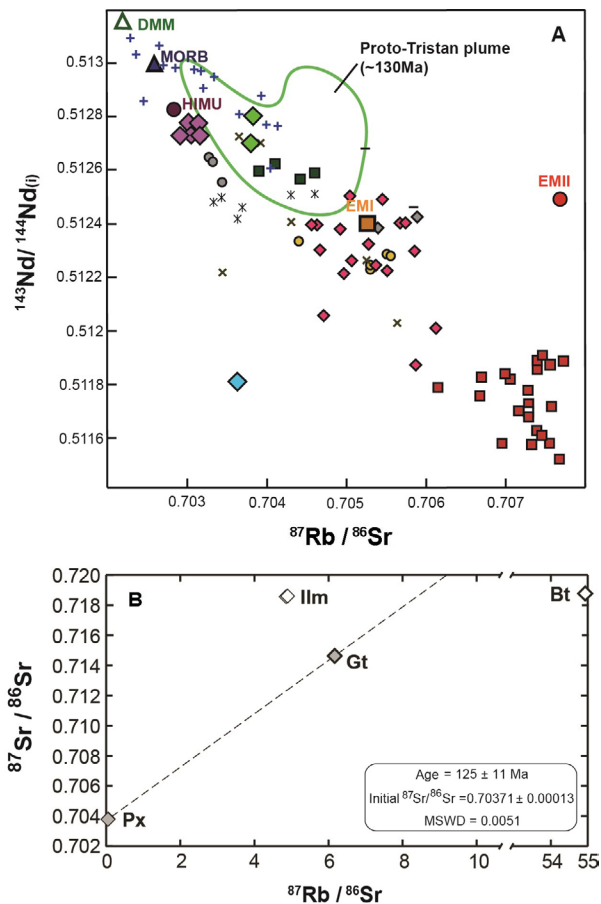 A
DMM
0.513
MORB
Proto-Tristan plume
(~130Ma)
0.5128
HIMU
0.5126
0.5124
EMI
EMII
0.5122
0.512
0.5118
0.5116
¹⁴³Nd/ ¹⁴⁴Nd(i)
0.703 0.704 0.705 0.706 0.707
⁸⁷Rb / ⁸⁶Sr
B
0.720
0.718
0.716
0.714
0.712
0.710
0.708
0.706
0.704
0.702
⁸⁷Sr / ⁸⁶Sr
Ilm
Bt
Gt
Px
Age = 125 ± 11 Ma
Initial ⁸⁷Sr/⁸⁶Sr =0.70371 ± 0.00013
MSWD = 0.0051
0 2 4 6 8 10 54 55
⁸⁷Rb / ⁸⁶Sr